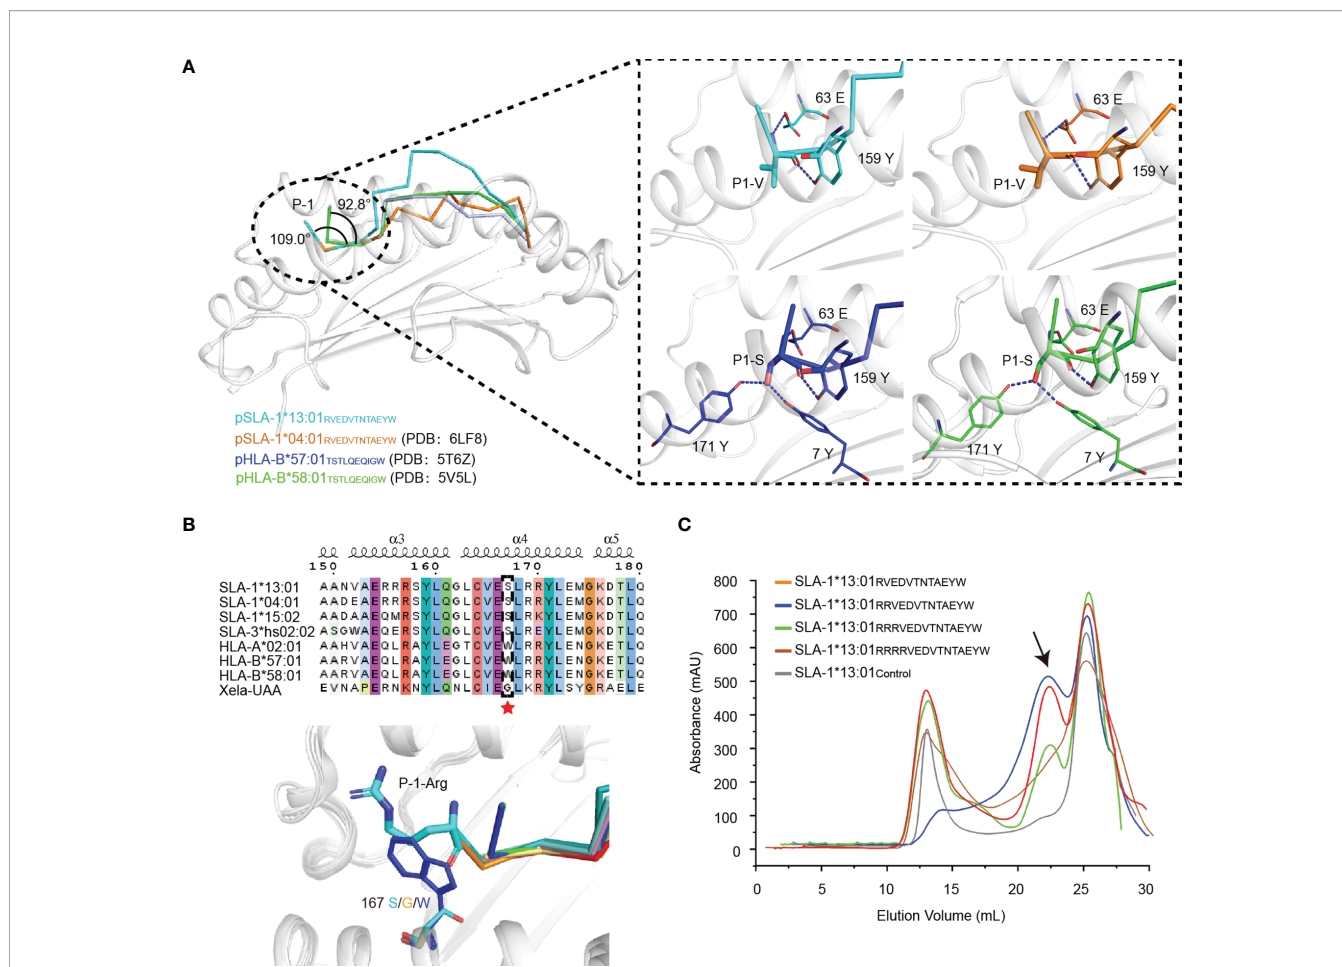 A
P-1
92.8°
109.0°
63 E
159 Y
P1-V
63 E
159 Y
P1-V
63 E
P1-S
159 Y
171 Y
7 Y
63 E
P1-S
159 Y
171 Y
7 Y
pSLA-1*13:01RVEDVTNTAEYW
pSLA-1*04:01RVEDVTNTAEYW (PDB: 6LF8)
pHLA-B*57:01TSTLQEQIGW (PDB: 5T6Z)
pHLA-B*58:01TSTLQEQIGW (PDB: 5V5L)
B
α3 α4 α5
150 160 170 180
SLA-1*13:01 AANVAERRRSYLQGLCVESLRRYLEMGKDTLQ
SLA-1*04:01 AADEAERRRSYLQGLCVESLRRYLEMGKDTLQ
SLA-1*15:02 AADAAEQMRSYLQGLCVESLRKYLEMGKDTLQ
SLA-3*hs02:02 ASGWAEQERSYLQGLCVESLREYLEMGKDTLQ
HLA-A*02:01 AAHVAEQLRAYLEGTCVEWLRRYLENGKETLQ
HLA-B*57:01 AARVAEQLRAYLEGLCVEWLRRYLENGKETLQ
HLA-B*58:01 AARVAEQLRAYLEGLCVEWLRRYLENGKETLQ
Xela-UAA EVNAPERNKNYLQNLCIEGLKRYLSYGRAELE
P-1-Arg
167 S/G/W
C
SLA-1*13:01RVEDVTNTAEYW
SLA-1*13:01RRVEDVTNTAEYW
SLA-1*13:01RRRVEDVTNTAEYW
SLA-1*13:01RRRRVEDVTNTAEYW
SLA-1*13:01Control
Absorbance (mAU)
800
700
600
500
400
300
200
100
0
0 5 10 15 20 25 30
Elution Volume (mL)